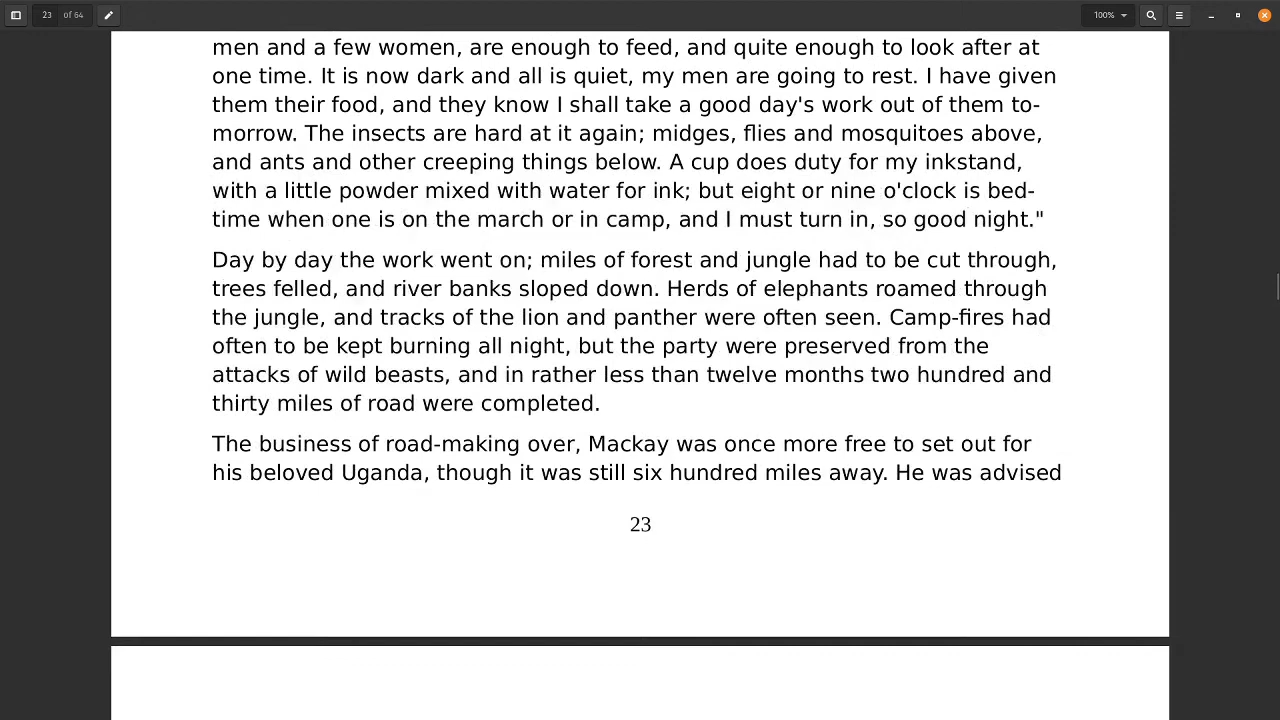 23 of 64
100%
men and a few women, are enough to feed, and quite enough to look after at
one time. It is now dark and all is quiet, my men are going to rest. I have given
them their food, and they know I shall take a good day's work out of them to-
morrow. The insects are hard at it again; midges, flies and mosquitoes above,
and ants and other creeping things below. A cup does duty for my inkstand,
with a little powder mixed with water for ink; but eight or nine o'clock is bed-
time when one is on the march or in camp, and I must turn in, so good night."
Day by day the work went on; miles of forest and jungle had to be cut through,
trees felled, and river banks sloped down. Herds of elephants roamed through
the jungle, and tracks of the lion and panther were often seen. Camp-fires had
often to be kept burning all night, but the party were preserved from the
attacks of wild beasts, and in rather less than twelve months two hundred and
thirty miles of road were completed.
The business of road-making over, Mackay was once more free to set out for
his beloved Uganda, though it was still six hundred miles away. He was advised
23